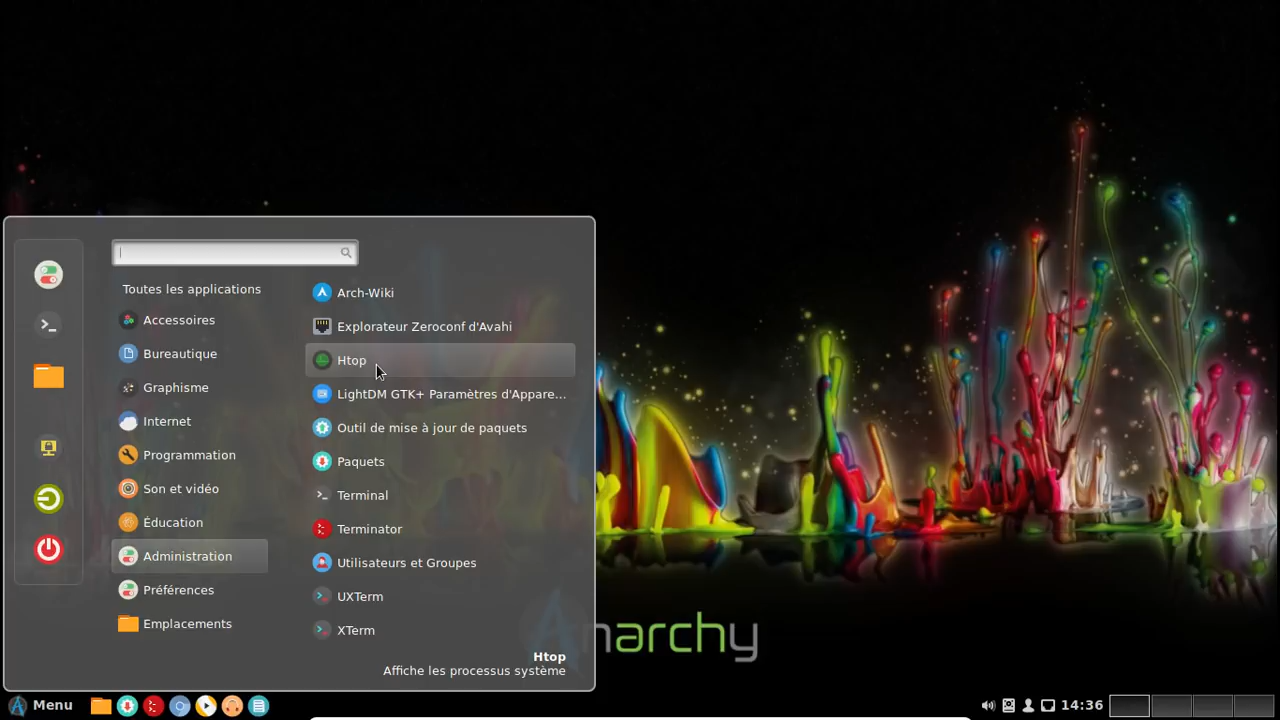 Toutes les applications
Accessoires
Bureautique
Graphisme
Internet
Programmation
Son et vidéo
Éducation
Administration
Préférences
Emplacements
Arch-Wiki
Explorateur Zeroconf d'Avahi
Htop
LightDM GTK+ Paramètres d'Appare...
Outil de mise à jour de paquets
Paquets
Terminal
Terminator
Utilisateurs et Groupes
UXTerm
XTerm
Htop
Affiche les processus système
Anarchy
Menu
14:36